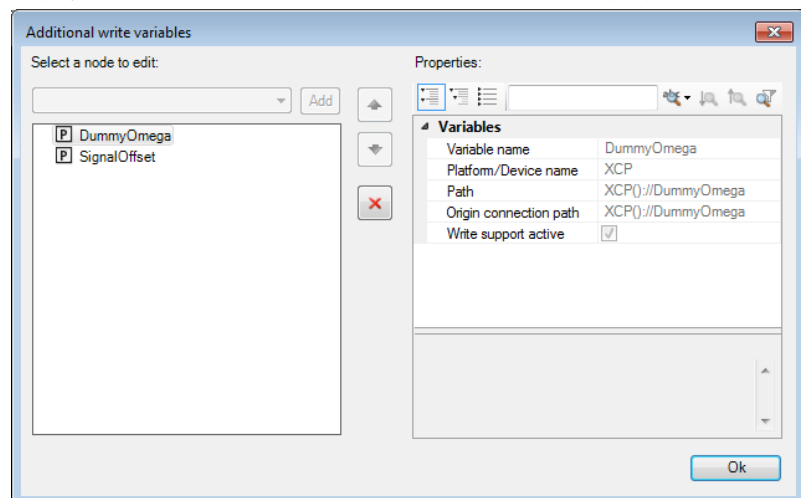 Additional write variables
Select a node to edit:
Add
P DummyOmega
P SignalOffset
Properties:
Variables
Variable name DummyOmega
Platform/Device name XCP
Path XCP()://DummyOmega
Origin connection path XCP()://DummyOmega
Write support active
Ok